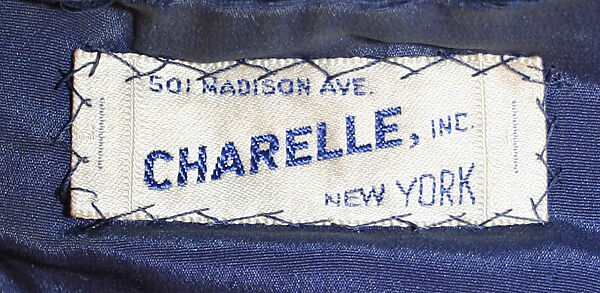 501 MADISON AVE.
CHARELLE, INC.
NEW YORK